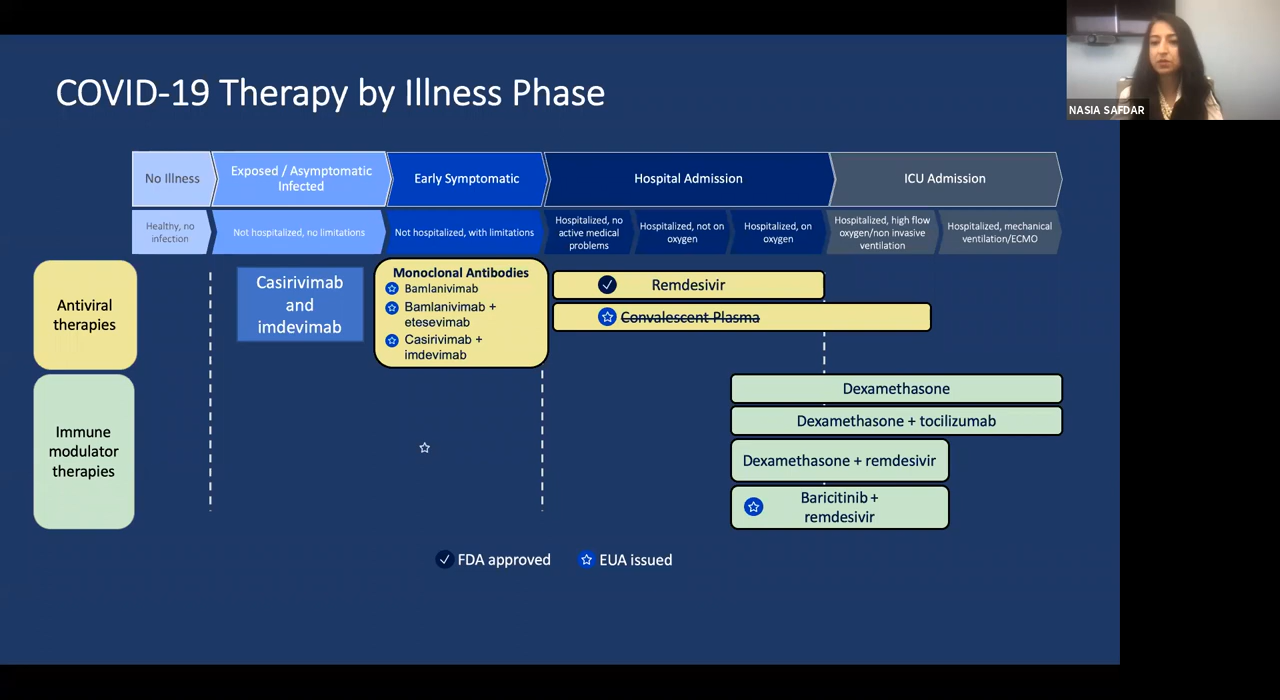 COVID-19 Therapy by Illness Phase
NASIA SAFDAR
No Illness
Exposed / Asymptomatic
Infected
Early Symptomatic
Hospital Admission
ICU Admission
Healthy, no
infection
Not hospitalized, no limitations
Not hospitalized, with limitations
Hospitalized, no
active medical
problems
Hospitalized, not on
oxygen
Hospitalized, on
oxygen
Hospitalized, high flow
oxygen/non invasive
ventilation
Hospitalized, mechanical
ventilation/ECMO
Antiviral
therapies
Casirivimab
and
imdevimab
Monoclonal Antibodies
Bamlanivimab
Bamlanivimab +
etesevimab
Casirivimab +
imdevimab
Remdesivir
Convalescent Plasma
Immune
modulator
therapies
Dexamethasone
Dexamethasone + tocilizumab
Dexamethasone + remdesivir
Baricitinib +
remdesivir
FDA approved
EUA issued